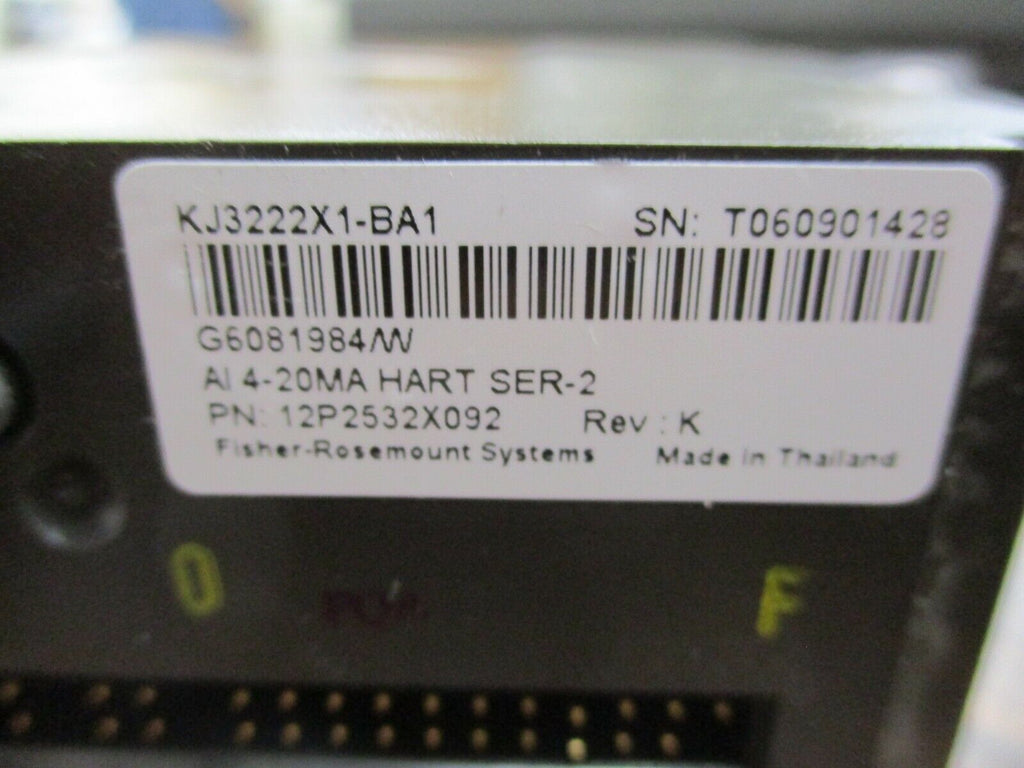 KJ3222X1-BA1 SN: T060901428
G6081984/W
AI 4-20MA HART SER-2
PN: 12P2532X092 Rev : K
Fisher-Rosemount Systems Made in Thailand
0 F